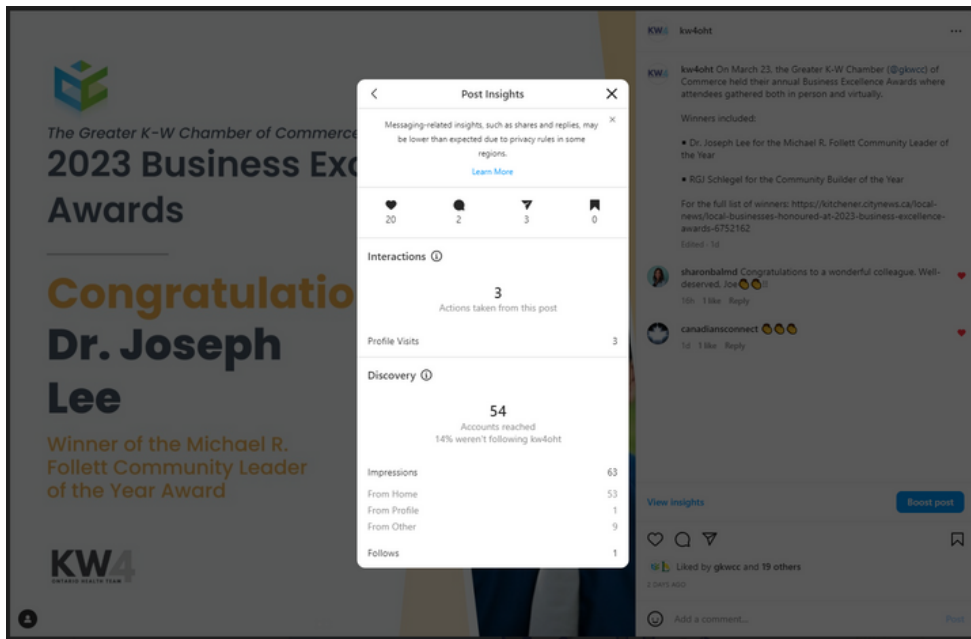 The Greater K-W Chamber of Commerce
2023 Business Exc
Awards
Congratulatio
Dr. Joseph
Lee
Winner of the Michael R.
Follett Community Leader
of the Year Award
KW4
ONTARIO HEALTH TEAM
Post Insights
Messaging-related insights, such as shares and replies, may
be lower than expected due to privacy rules in some
regions.
Learn More
20 2 3 0
Interactions
3
Actions taken from this post
Profile Visits 3
Discovery
54
Accounts reached
14% weren't following kw4oht
Impressions 63
From Home 53
From Profile 1
From Other 9
Follows 1
KW4 kw4oht
KW4 kw4oht On March 23, the Greater K-W Chamber (@gkwcc) of
Commerce held their annual Business Excellence Awards where
attendees gathered both in person and virtually.
Winners included:
▪ Dr. Joseph Lee for the Michael R. Follett Community Leader of
the Year
▪ RGJ Schlegel for the Community Builder of the Year
For the full list of winners: https://kitchener.citynews.ca/local-
news/local-businesses-honoured-at-2023-business-excellence-
awards-6752162
Edited · 1d
sharonbalmd Congratulations to a wonderful colleague. Well-
deserved. Joe👏👏‼
16h 1 like Reply
canadiansconnect 👏👏👏
1d 1 like Reply
View Insights
Boost post
Liked by gkwcc and 19 others
2 DAYS AGO
Add a comment...
Post